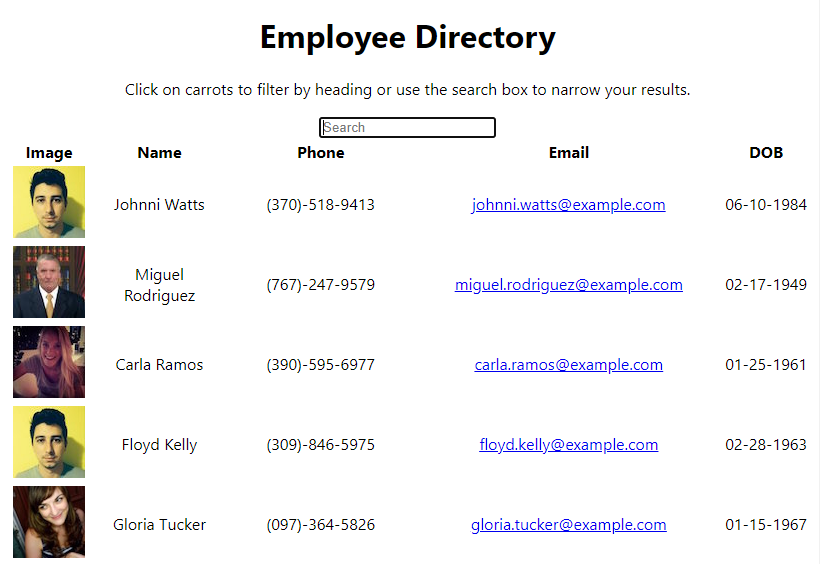 Employee Directory
Click on carrots to filter by heading or use the search box to narrow your results.
Search
Image Name Phone Email DOB
Johnni Watts (370)-518-9413 johnni.watts@example.com 06-10-1984
Miguel Rodriguez (767)-247-9579 miguel.rodriguez@example.com 02-17-1949
Carla Ramos (390)-595-6977 carla.ramos@example.com 01-25-1961
Floyd Kelly (309)-846-5975 floyd.kelly@example.com 02-28-1963
Gloria Tucker (097)-364-5826 gloria.tucker@example.com 01-15-1967